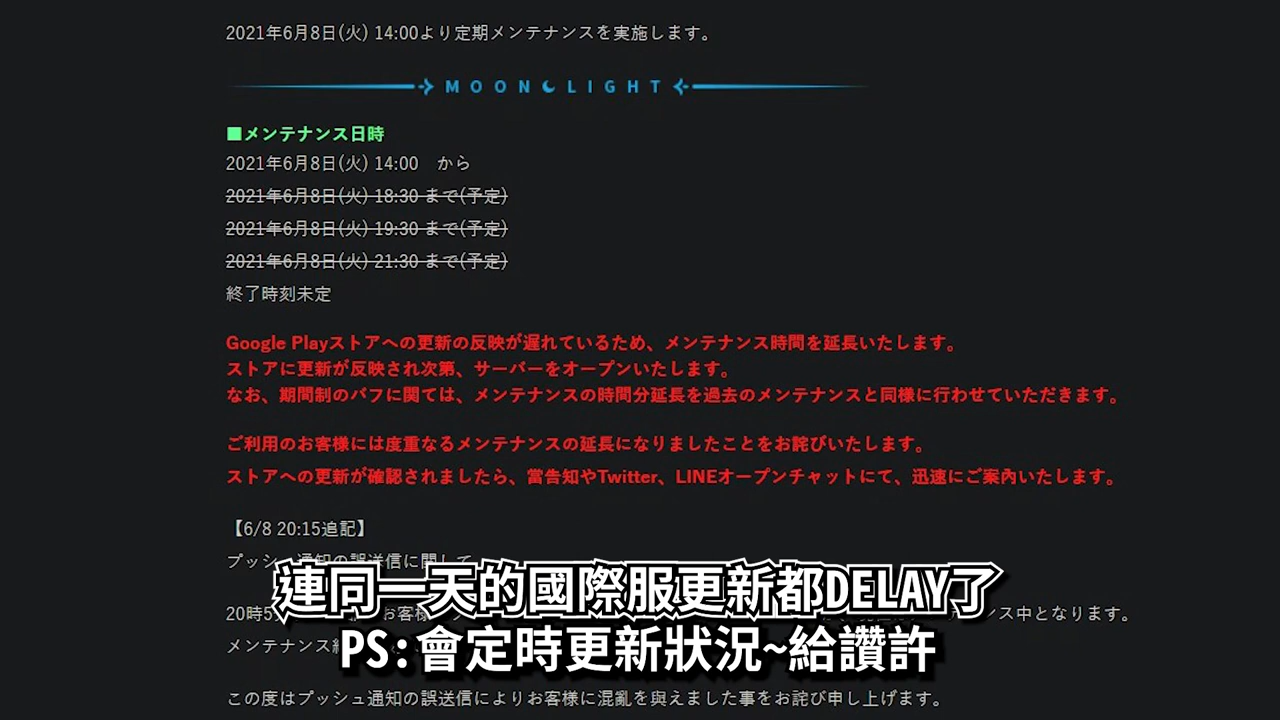 2021年6月8日(火) 14:00より定期メンテナンスを実施します。
MOON LIGHT
■メンテナンス日時
2021年6月8日(火) 14:00　から
2021年6月8日(火) 18:30 まで(予定)
2021年6月8日(火) 19:30 まで(予定)
2021年6月8日(火) 21:30 まで(予定)
終了時刻未定
Google Playストアへの更新の反映が遅れているため、メンテナンス時間を延長いたします。
ストアに更新が反映され次第、サーバーをオープンいたします。
なお、期間制のバフに関ては、メンテナンスの時間分延長を過去のメンテナンスと同様に行わせていただきます。
ご利用のお客様には度重なるメンテナンスの延長になりましたことをお詫びいたします。
ストアへの更新が確認されましたら、當告知やTwitter、LINEオープンチャットにて、迅速にご案內いたします。
【6/8 20:15追記】
プッシュ通知の誤送信に関して
連同一天的國際服更新都DELAY了
20時5 お客様 ンス中となります。
メンテナンス
PS:會定時更新狀況~給讚許
この度はプッシュ通知の誤送信によりお客様に混亂を與えました事をお詫び申し上げます。